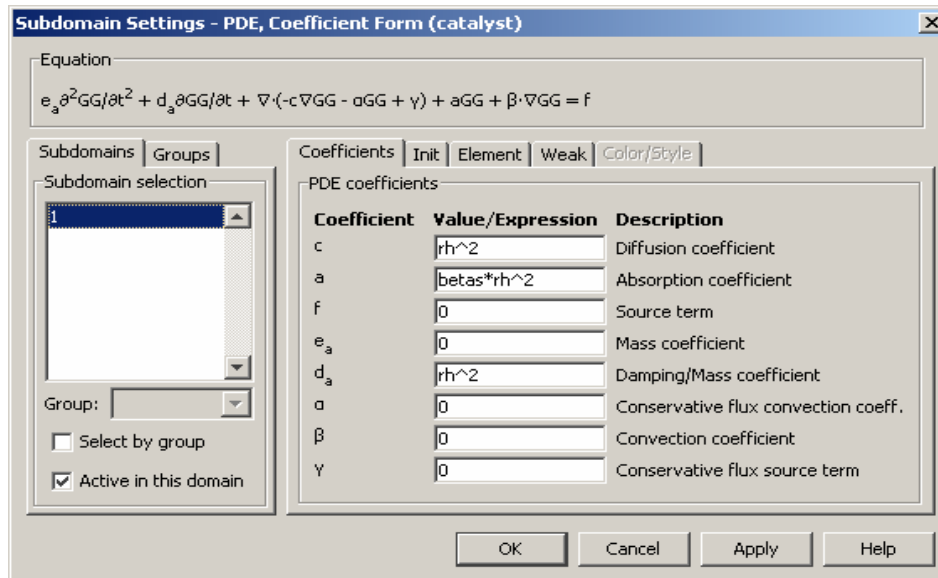 Subdomain Settings - PDE, Coefficient Form (catalyst)
Equation
e_a∂²GG/∂t² + d_a∂GG/∂t + ∇·(-c∇GG - αGG + γ) + aGG + β·∇GG = f
Subdomains Groups
Subdomain selection
1
Group:
Select by group
Active in this domain
Coefficients Init Element Weak Color/Style
PDE coefficients
Coefficient Value/Expression Description
c rh^2 Diffusion coefficient
a betas*rh^2 Absorption coefficient
f 0 Source term
e_a 0 Mass coefficient
d_a rh^2 Damping/Mass coefficient
α 0 Conservative flux convection coeff.
β 0 Convection coefficient
γ 0 Conservative flux source term
OK Cancel Apply Help